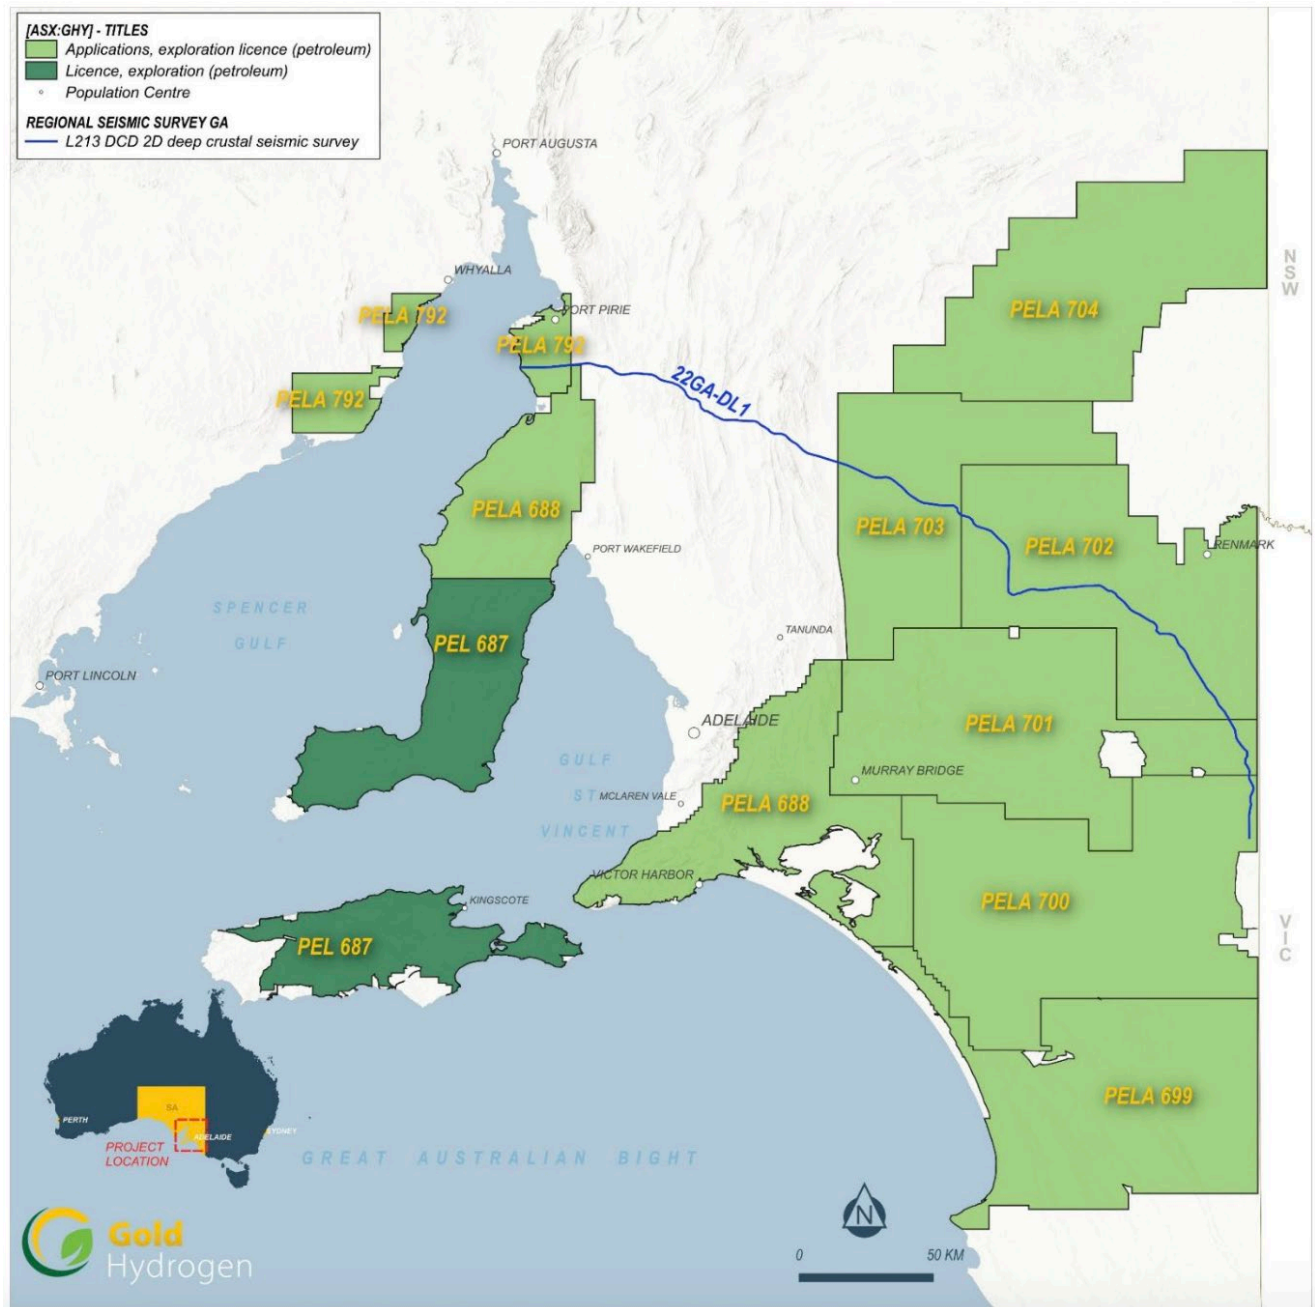 [ASX:GHY] - TITLES
Applications, exploration licence (petroleum)
Licence, exploration (petroleum)
Population Centre
REGIONAL SEISMIC SURVEY GA
L213 DCD 2D deep crustal seismic survey
PORT AUGUSTA
NSW
WHYALLA
PELA 792
PORT PIRIE
PELA 792
PELA 704
22GA-DL1
PELA 792
PELA 688
PELA 703
PELA 702
RENMARK
PORT WAKEFIELD
SPENCER
GULF
PEL 687
TANUNDA
PORT LINCOLN
ADELAIDE
PELA 701
GULF
ST
VINCENT
MCLAREN VALE
MURRAY BRIDGE
PELA 688
VICTOR HARBOR
PELA 700
KINGSCOTE
PEL 687
VIC
PELA 699
SA
PERTH
ADELAIDE
SYDNEY
PROJECT
LOCATION
GREAT AUSTRALIAN BIGHT
N
0 50 KM
Gold
Hydrogen